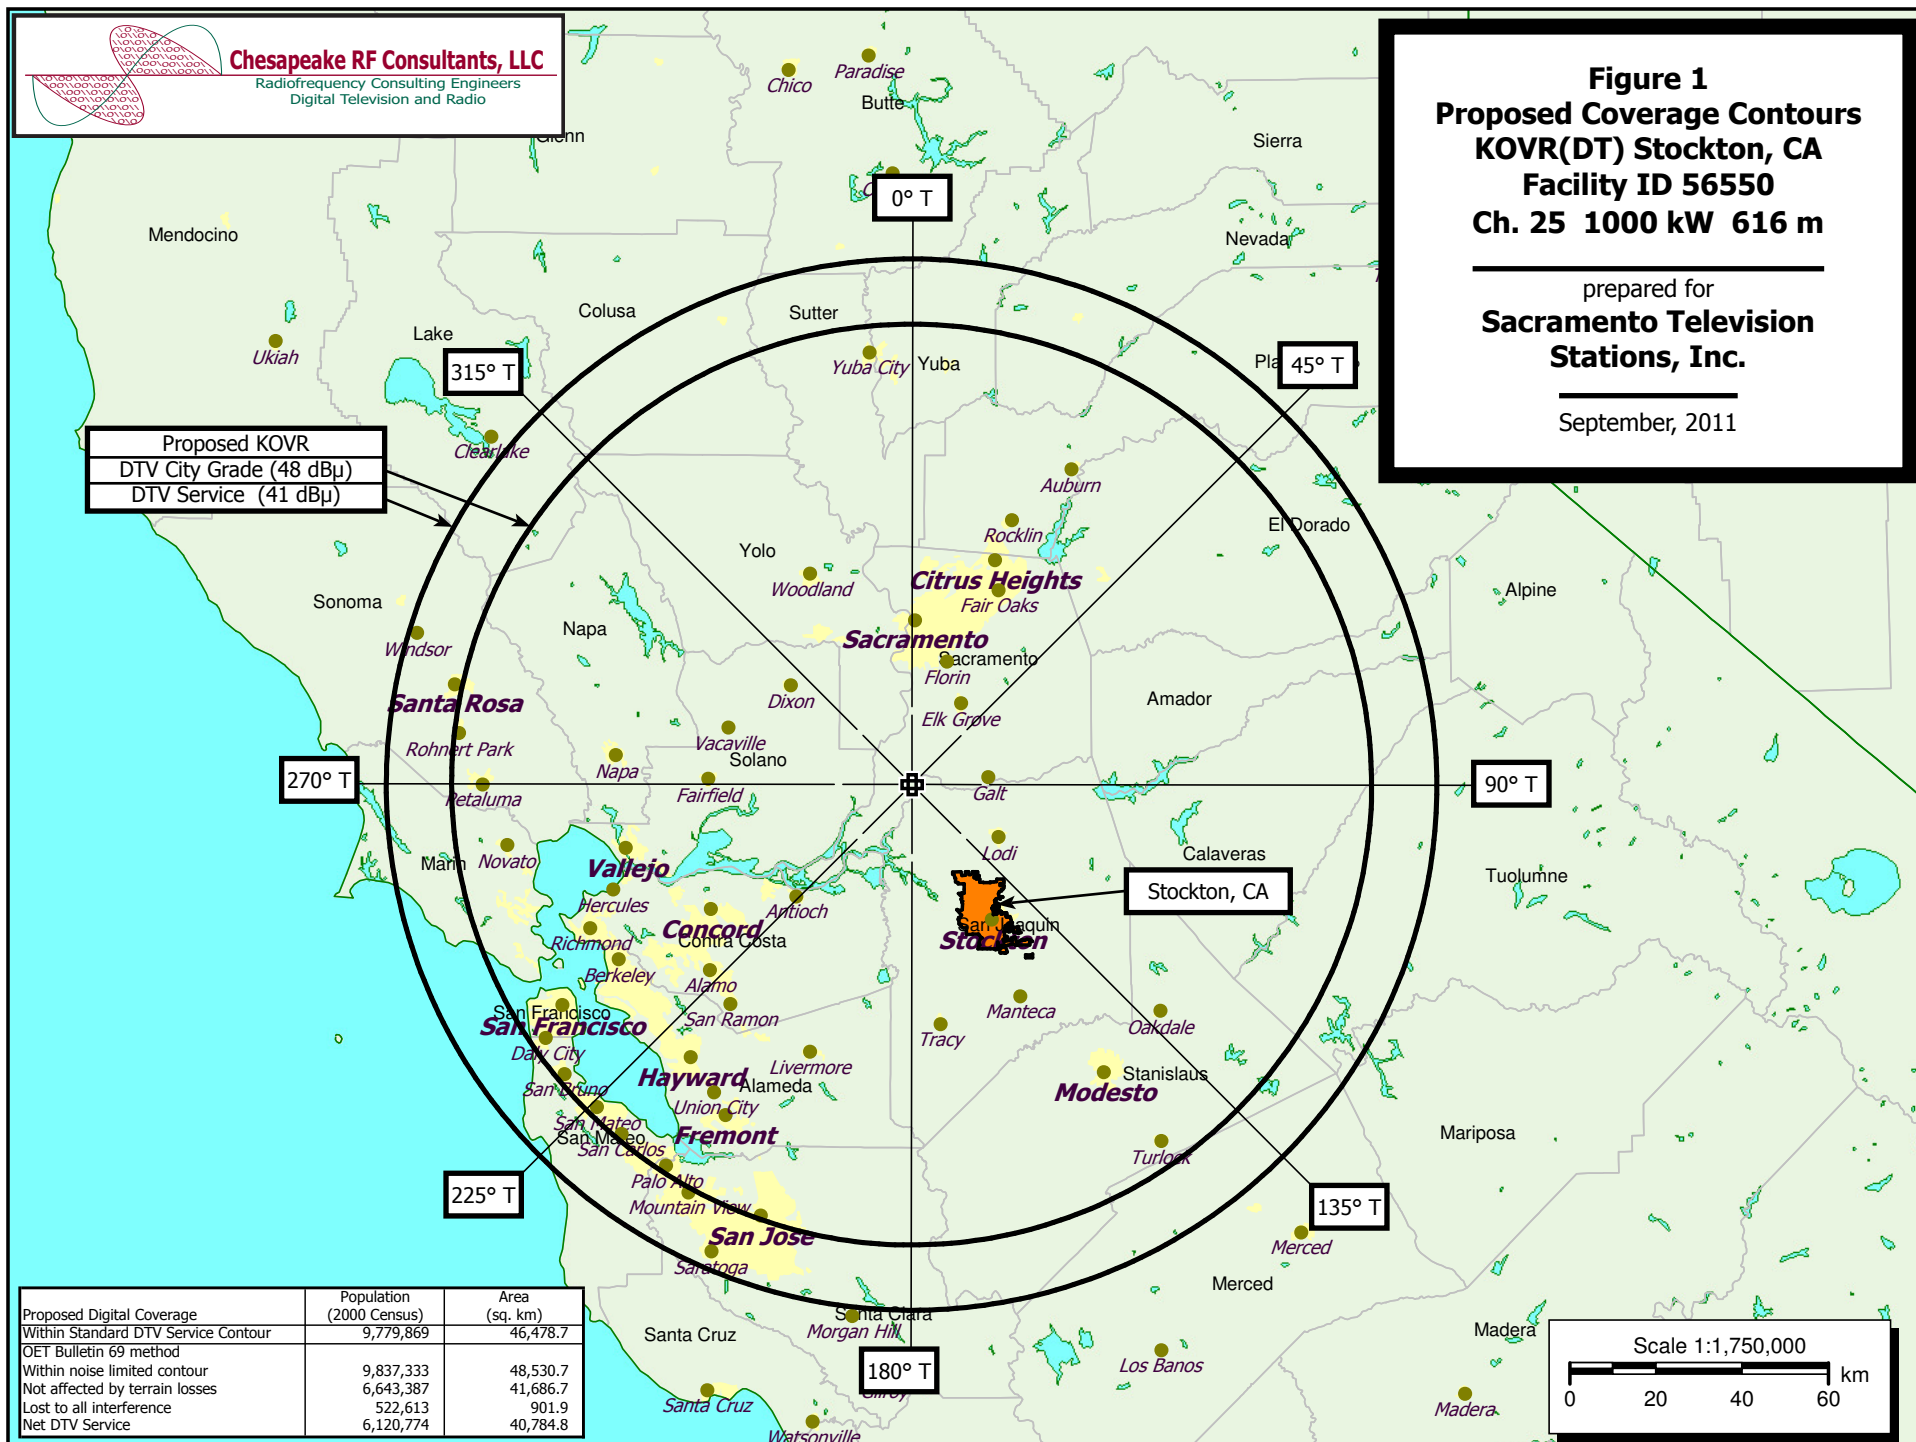 Chesapeake RF Consultants, LLC
Radiofrequency Consulting Engineers
Digital Television and Radio
Figure 1
Proposed Coverage Contours
KOVR(DT) Stockton, CA
Facility ID 56550
Ch. 25 1000 kW 616 m
prepared for
Sacramento Television
Stations, Inc.
September, 2011
Chico
Paradise
Butte
Glenn
Sierra
0° T
Mendocino
Nevada
Colusa
Sutter
Lake
Ukiah
Yuba City
Yuba
315° T
45° T
Proposed KOVR
DTV City Grade (48 dBµ)
DTV Service (41 dBµ)
Clearlake
Auburn
Rocklin
El Dorado
Yolo
Woodland
Citrus Heights
Fair Oaks
Alpine
Sonoma
Napa
Windsor
Sacramento
Sacramento
Florin
Santa Rosa
Dixon
Elk Grove
Amador
Rohnert Park
Vacaville
Solano
Napa
270° T
Petaluma
Fairfield
Galt
90° T
Marin
Novato
Vallejo
Lodi
Calaveras
Tuolumne
Stockton, CA
Hercules
Antioch
Concord
Contra Costa
San Joaquin
Stockton
Richmond
Berkeley
Alamo
San Francisco
San Francisco
San Ramon
Manteca
Oakdale
Tracy
Daly City
Livermore
Hayward
Alameda
Stanislaus
Modesto
San Bruno
Union City
San Mateo
San Mateo
San Carlos
Fremont
Mariposa
Turlock
Palo Alto
225° T
Mountain View
135° T
San Jose
Merced
Saratoga
Merced
Santa Clara
Morgan Hill
Santa Cruz
Los Banos
Madera
180° T
Gilroy
Santa Cruz
Madera
Watsonville
Proposed Digital Coverage Population (2000 Census) Area (sq. km)
Within Standard DTV Service Contour 9,779,869 46,478.7
OET Bulletin 69 method
Within noise limited contour 9,837,333 48,530.7
Not affected by terrain losses 6,643,387 41,686.7
Lost to all interference 522,613 901.9
Net DTV Service 6,120,774 40,784.8
Scale 1:1,750,000
0 20 40 60 km